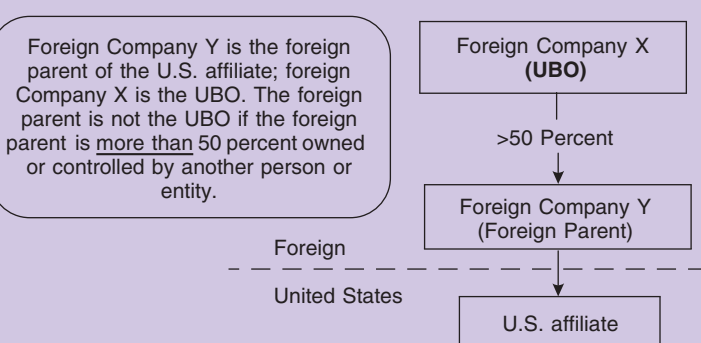 Foreign Company Y is the foreign
parent of the U.S. affiliate; foreign
Company X is the UBO. The foreign
parent is not the UBO if the foreign
parent is more than 50 percent owned
or controlled by another person or
entity.
Foreign Company X
(UBO)
>50 Percent
Foreign Company Y
(Foreign Parent)
Foreign
United States
U.S. affiliate